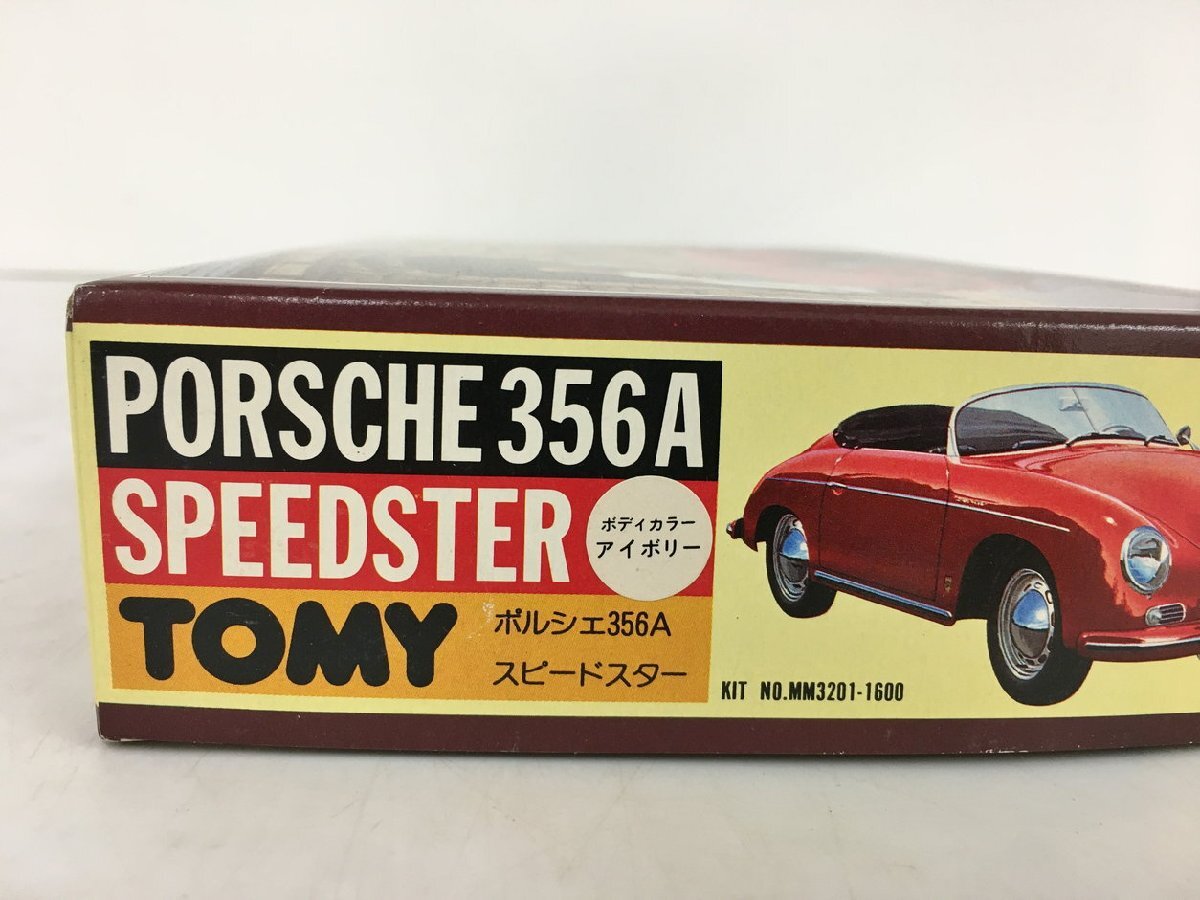 PORSCHE 356A
SPEEDSTER
ボディカラー
アイボリー
TOMY
ポルシェ356A
スピードスター
KIT NO.MM3201-1600